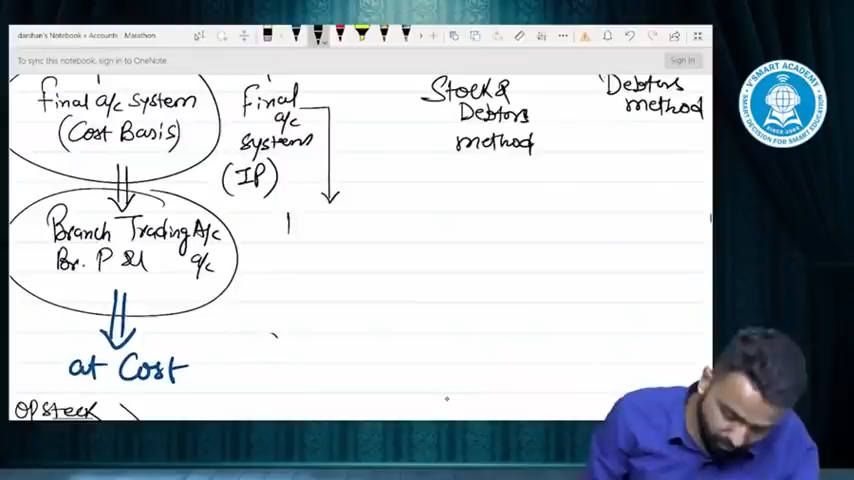 darshan's Notebook » Accounts Marathon
To sync this notebook, sign in to OneNote.
Sign in
Final a/c System
(Cost Basis)
Final
a/c
systems
(IP)
Stock &
Debtors
method
Debtors
method
Branch Trading A/c
Br. P &l a/c
at Cost
op stock
V'SMART ACADEMY
SINCE-2003
SMART DECISION FOR SMART EDUCATION